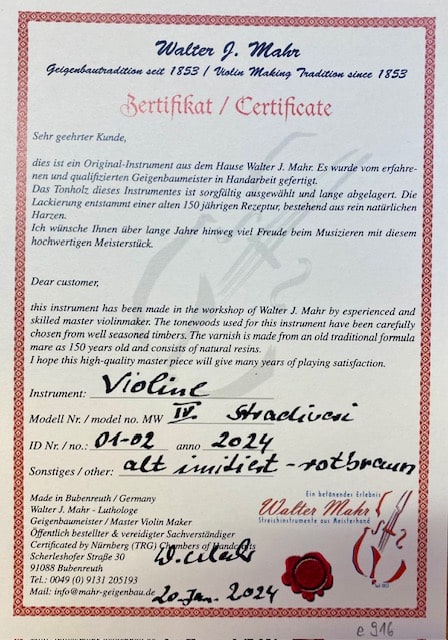 Walter J. Mahr
Geigenbautradition seit 1853 / Violin Making Tradition since 1853
Zertifikat / Certificate
Sehr geehrter Kunde,
dies ist ein Original-Instrument aus dem Hause Walter J. Mahr. Es wurde vom erfahre-
nen und qualifizierten Geigenbaumeister in Handarbeit gefertigt.
Das Tonholz dieses Instrumentes ist sorgfältig ausgewählt und lange abgelagert. Die
Lackierung entstammt einer alten 150 jährigen Rezeptur, bestehend aus rein natürlichen
Harzen.
Ich wünsche Ihnen über lange Jahre hinweg viel Freude beim Musizieren mit diesem
hochwertigen Meisterstück.
Dear customer,
this instrument has been made in the workshop of Walter J. Mahr by esperienced and
skilled master violinmaker. The tonewoods used for this instrument have been carefully
chosen from well seasoned timbers. The varnish is made from an old traditional formula
mare as 150 years old and consists of natural resins.
I hope this high-quality master piece will give many years of playing satisfaction.
Instrument: Violine
Modell Nr. / model no. MW IV. Stradivari
ID Nr. / no.: 01-02 anno 2024
Sonstiges / other: alt imitiert - rotbraun
Made in Bubenreuth / Germany
Walter J. Mahr - Luthologe
Geigenbaumeister / Master Violin Maker
Öffentlich bestellter & vereidigter Sachverständiger
Certificated by Nürnberg (TRG) Chambers of Handcrafts
Scherleshofer Straße 30
91088 Bubenreuth
Tel.: 0049 (0) 9131 205193
Mail: info@mahr-geigenbau.de
W. Mahr
20. Jan. 2024
Ein befönendes Erlebnis
Walter Mahr
Streichinstrumente aus Meisterhand
seit 1853
e 916